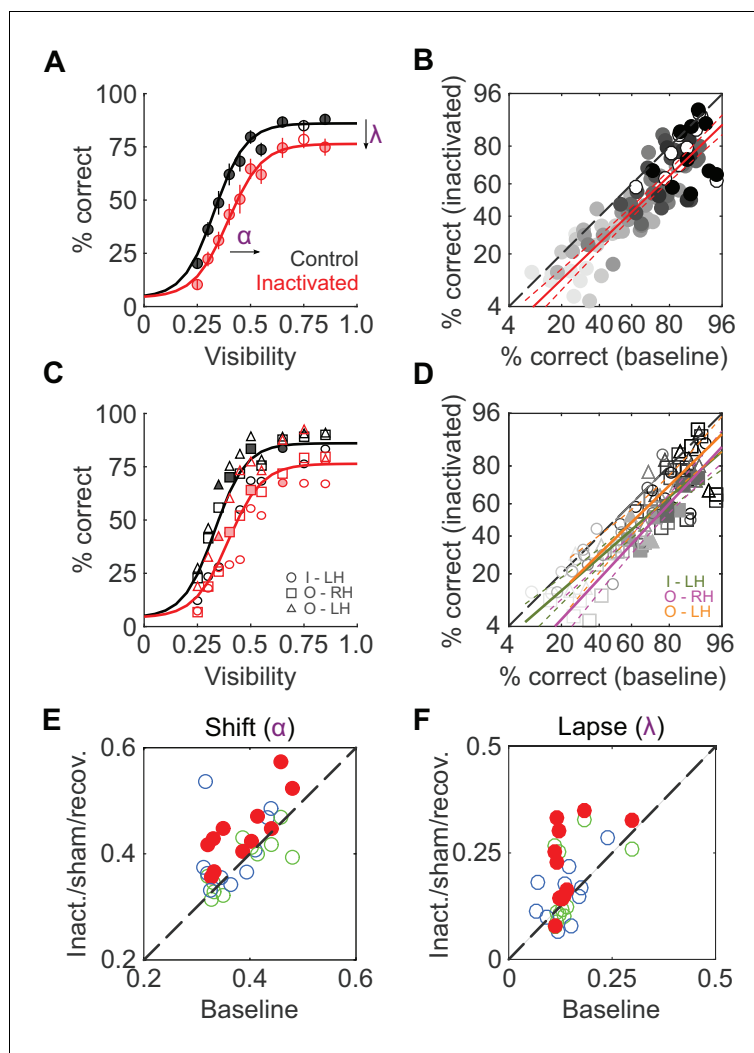 A
B
100
75
50
25
0
% correct
0
0.25
0.5
0.75
1.0
Visibility
λ
α
Control
Inactivated
96
80
60
40
20
4
% correct (inactivated)
4
20
40
60
80
96
% correct (baseline)
C
D
100
75
50
25
0
% correct
0
0.25
0.5
0.75
1.0
Visibility
I - LH
O - RH
O - LH
96
80
60
40
20
4
% correct (inactivated)
4
20
40
60
80
96
% correct (baseline)
I - LH
O - RH
O - LH
E
Shift (α)
F
Lapse (λ)
0.6
0.4
0.2
Inact./sham/recov.
0.2
0.4
0.6
Baseline
0.5
0.25
0
Inact./sham/recov.
0
0.25
0.5
Baseline